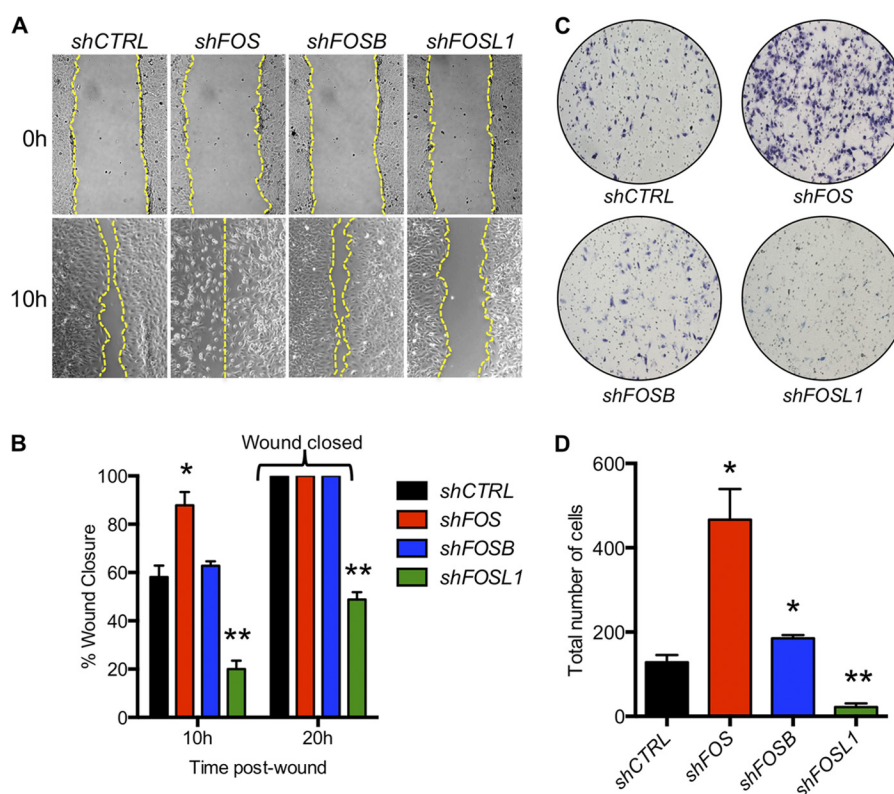 A
shCTRL shFOS shFOSB shFOSL1
0h
10h
B
Wound closed
% Wound Closure
100
80
60
40
20
0
*
**
**
10h 20h
Time post-wound
shCTRL
shFOS
shFOSB
shFOSL1
C
shCTRL shFOS
shFOSB shFOSL1
D
Total number of cells
600
400
200
0
*
*
**
shCTRL shFOS shFOSB shFOSL1